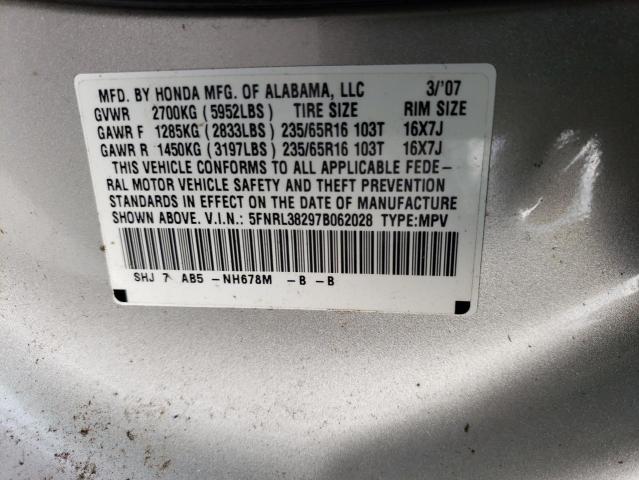 MFD. BY HONDA MFG. OF ALABAMA, LLC 3/'07
GVWR 2700KG (5952LBS) TIRE SIZE RIM SIZE
GAWR F 1285KG (2833LBS) 235/65R16 103T 16X7J
GAWR R 1450KG (3197LBS) 235/65R16 103T 16X7J
THIS VEHICLE CONFORMS TO ALL APPLICABLE FEDE-
RAL MOTOR VEHICLE SAFETY AND THEFT PREVENTION
STANDARDS IN EFFECT ON THE DATE OF MANUFACTURE
SHOWN ABOVE. V.I.N.: 5FNRL38297B062028 TYPE:MPV
SHJ 7 AB5 -NH678M -B -B